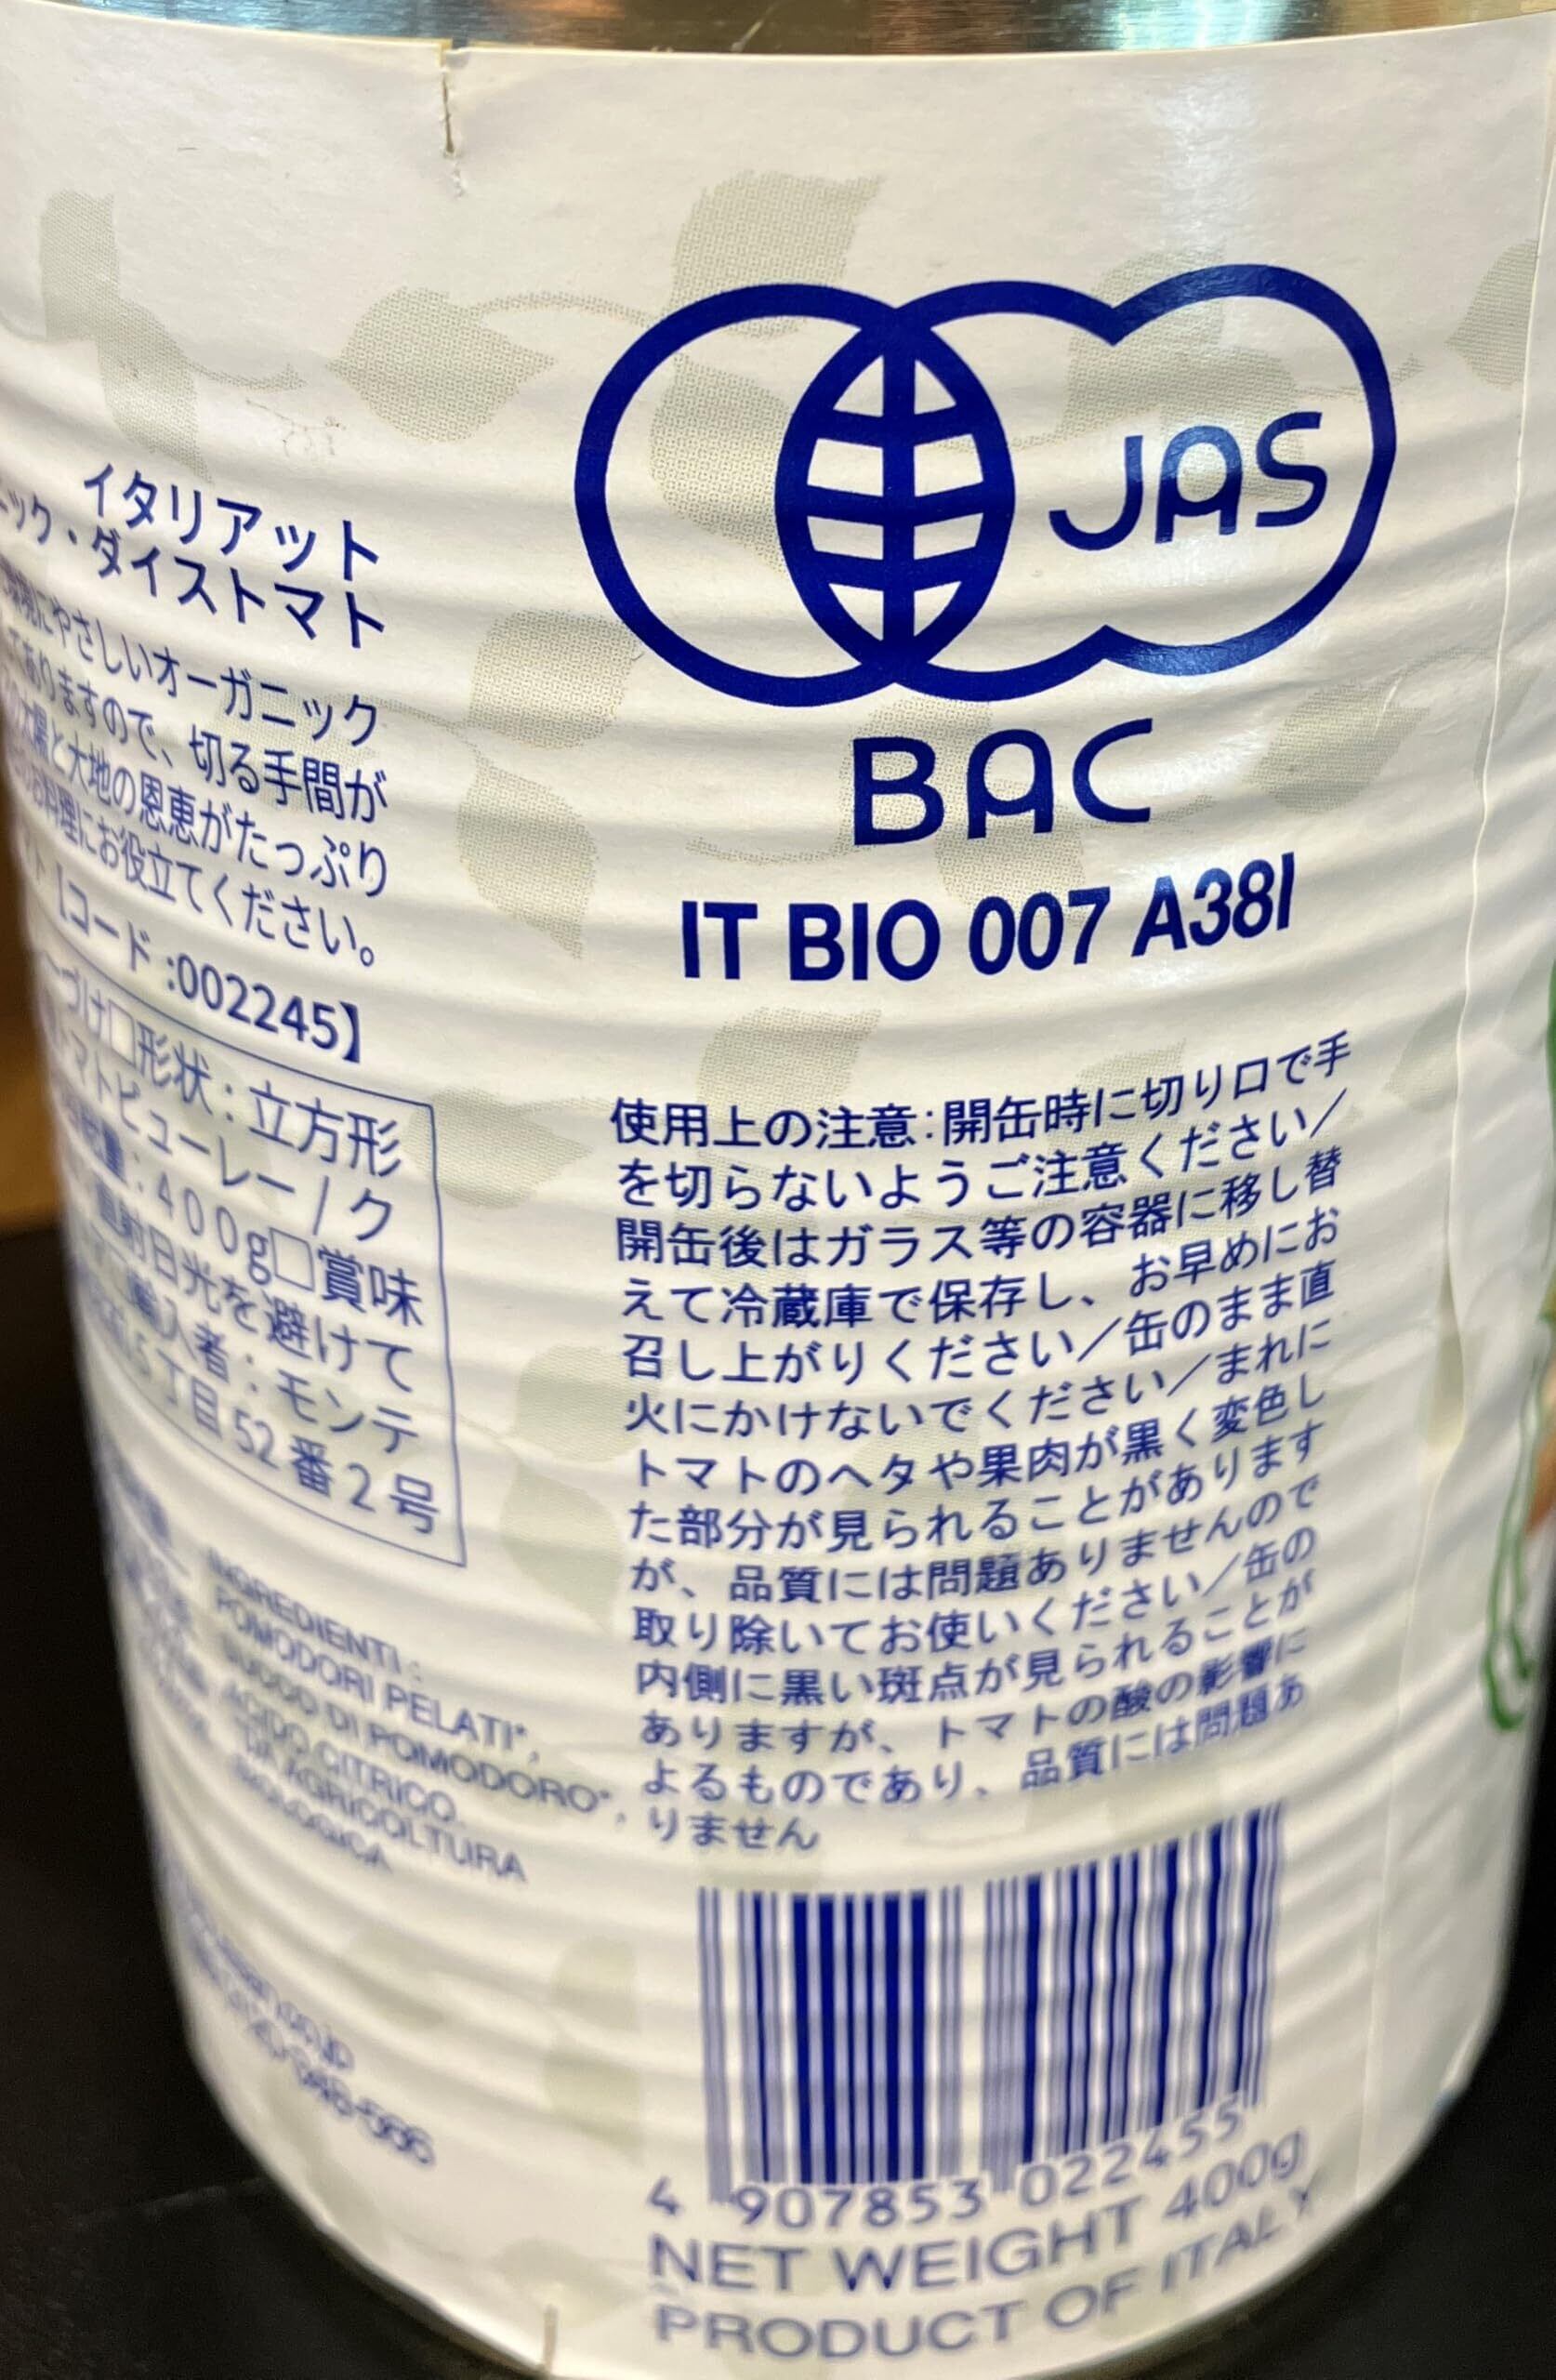 イタリアット
ニック・ダイストマト
環境にやさしいオーガニック
てありますので、切る手間が
太陽と大地の恩恵がたっぷり
お料理にお役立てください。
【コード:002245】
づけ□形状:立方形
トマトピューレー/ク
量:400g□賞味
直射日光を避けて
輸入者:モンテ
5丁目52番2号
INGREDIENTI:
POMODORI PELATI*,
SUCCO DI POMODORO*,
ACIDO CITRICO.
*DA AGRICOLTURA
BIOLOGICA
JAS
BAC
IT BIO 007 A38I
使用上の注意:開缶時に切り口で手
を切らないようご注意ください/
開缶後はガラス等の容器に移し替
えて冷蔵庫で保存し、お早めにお
召し上がりください/缶のまま直
火にかけないでください/まれに
トマトのヘタや果肉が黒く変色し
た部分が見られることがあります
が、品質には問題ありませんので
取り除いてお使いください/缶の
内側に黒い斑点が見られることが
ありますが、トマトの酸の影響に
よるものであり、品質には問題あ
りません
4 907853 022455
NET WEIGHT 400g
PRODUCT OF ITALY